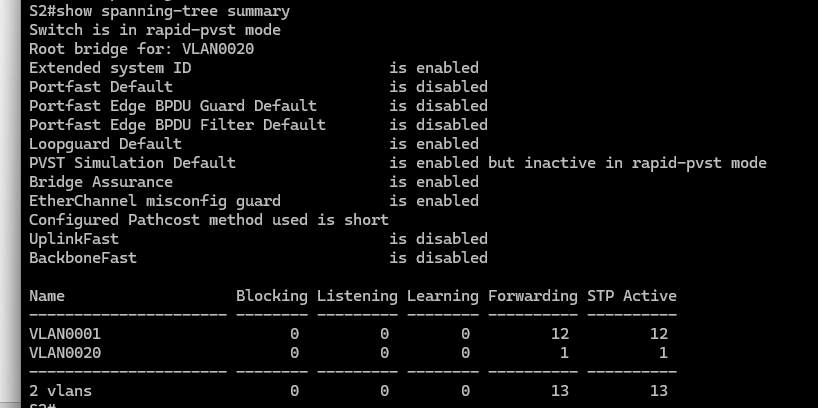 S2#show spanning-tree summary
Switch is in rapid-pvst mode
Root bridge for: VLAN0020
Extended system ID                      is enabled
Portfast Default                        is disabled
Portfast Edge BPDU Guard Default        is disabled
Portfast Edge BPDU Filter Default       is disabled
Loopguard Default                       is enabled
PVST Simulation Default                 is enabled but inactive in rapid-pvst mode
Bridge Assurance                        is enabled
EtherChannel misconfig guard            is enabled
Configured Pathcost method used is short
UplinkFast                              is disabled
BackboneFast                            is disabled

Name                   Blocking Listening Learning Forwarding STP Active
---------------------- -------- --------- -------- ---------- ----------
VLAN0001                     0         0        0         12         12
VLAN0020                     0         0        0          1          1
---------------------- -------- --------- -------- ---------- ----------
2 vlans                      0         0        0         13         13
S2#